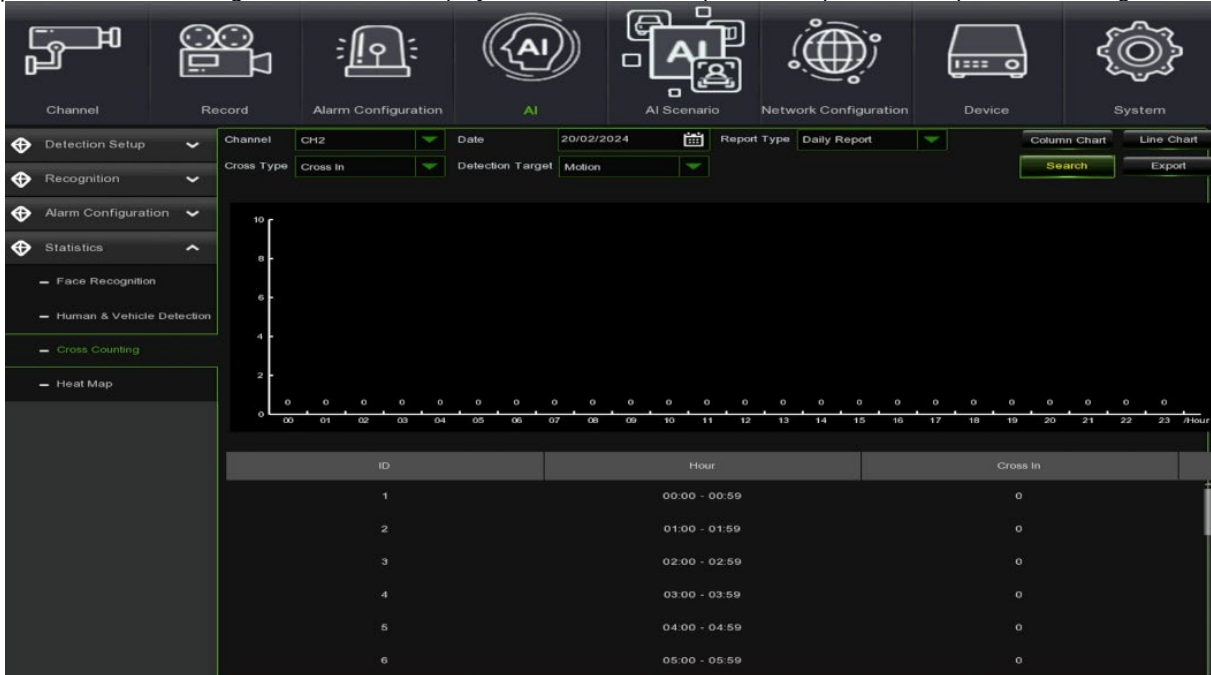 AI
AI
Channel Record Alarm Configuration AI AI Scenario Network Configuration Device System
Detection Setup
Recognition
Alarm Configuration
Statistics
Face Recognition
Human & Vehicle Detection
Cross Counting
Heat Map
Channel CH2 Date 20/02/2024 Report Type Daily Report Column Chart Line Chart
Cross Type Cross In Detection Target Motion Search Export
10
8
6
4
2
0 0 0 0 0 0 0 0 0 0 0 0 0 0 0 0 0 0 0 0 0 0 0 0
0
00 01 02 03 04 05 06 07 08 09 10 11 12 13 14 15 16 17 18 19 20 21 22 23 /Hour
ID Hour Cross In
1 00:00 - 00:59 0
2 01:00 - 01:59 0
3 02:00 - 02:59 0
4 03:00 - 03:59 0
5 04:00 - 04:59 0
6 05:00 - 05:59 0